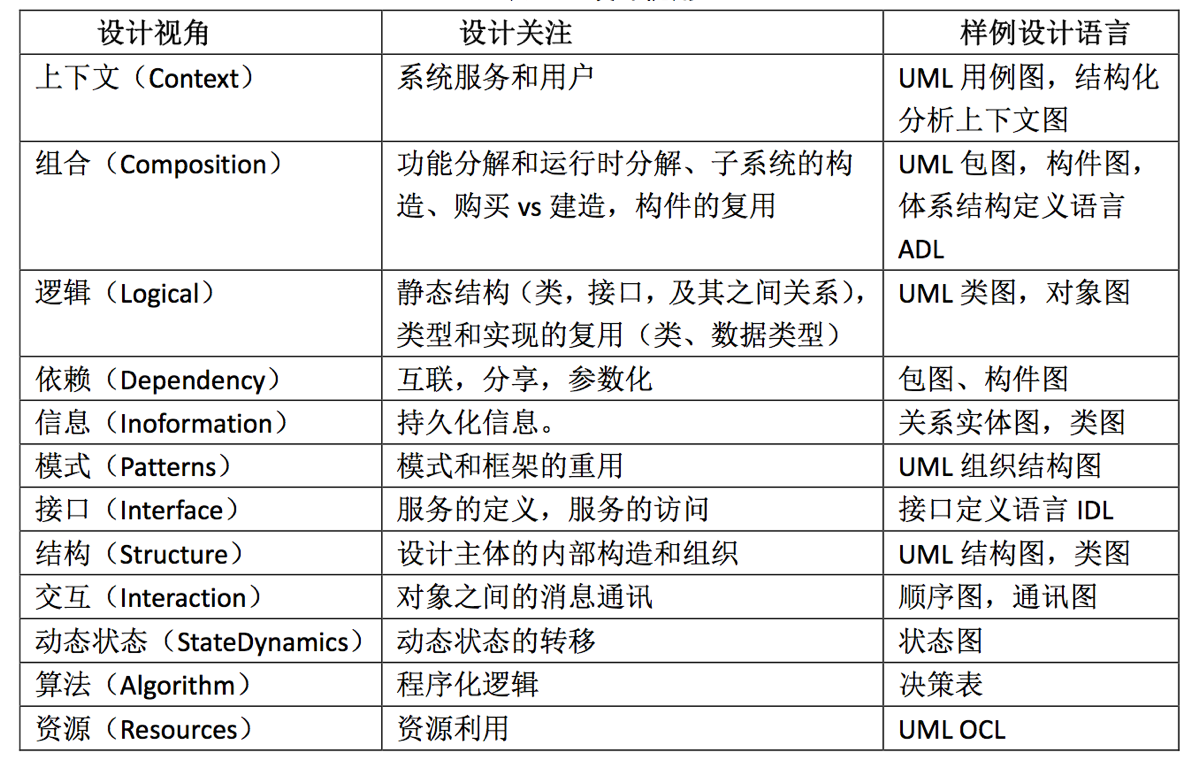 设计视角
设计关注
样例设计语言
上下文（Context）
系统服务和用户
UML 用例图，结构化
分析上下文图
组合（Composition）
功能分解和运行时分解、子系统的构
造、购买 vs 建造，构件的复用
UML 包图，构件图，
体系结构定义语言
ADL
逻辑（Logical）
静态结构（类，接口，及其之间关系），
类型和实现的复用（类、数据类型）
UML 类图，对象图
依赖（Dependency）
互联，分享，参数化
包图、构件图
信息（Inoformation）
持久化信息。
关系实体图，类图
模式（Patterns）
模式和框架的重用
UML 组织结构图
接口（Interface）
服务的定义，服务的访问
接口定义语言 IDL
结构（Structure）
设计主体的内部构造和组织
UML 结构图，类图
交互（Interaction）
对象之间的消息通讯
顺序图，通讯图
动态状态（StateDynamics）
动态状态的转移
状态图
算法（Algorithm）
程序化逻辑
决策表
资源（Resources）
资源利用
UML OCL